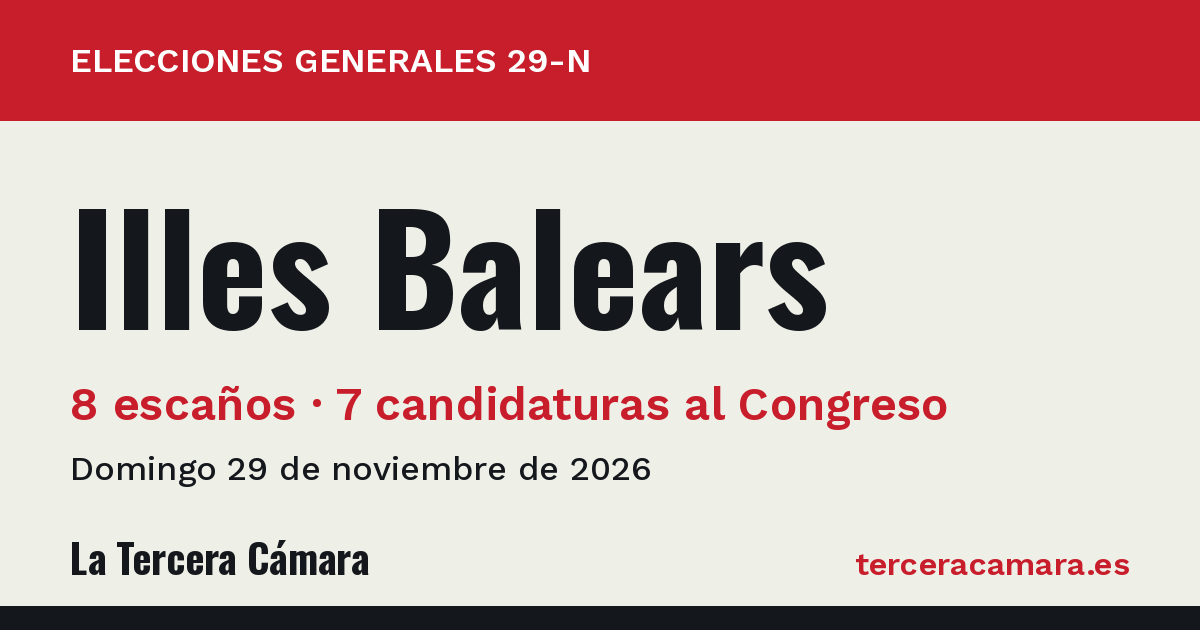 ELECCIONES GENERALES 29-N
Illes Balears
8 escaños · 7 candidaturas al Congreso
Domingo 29 de noviembre de 2026
La Tercera Cámara
terceracamara.es